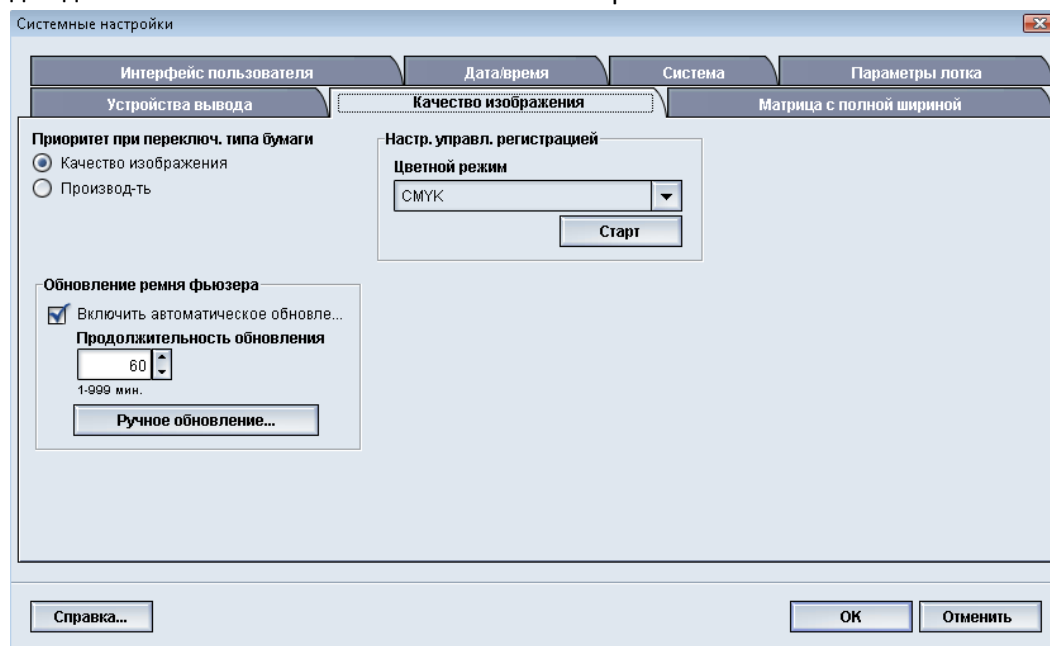 Системные настройки
Интерфейс пользователя
Дата/время
Система
Параметры лотка
Устройства вывода
Качество изображения
Матрица с полной шириной
Приоритет при переключ. типа бумаги
Качество изображения
Производ-ть
Настр. управл. регистрацией
Цветной режим
CMYK
Старт
Обновление ремня фьюзера
Включить автоматическое обновле...
Продолжительность обновления
60
1-999 мин.
Ручное обновление...
Справка...
ОК
Отменить